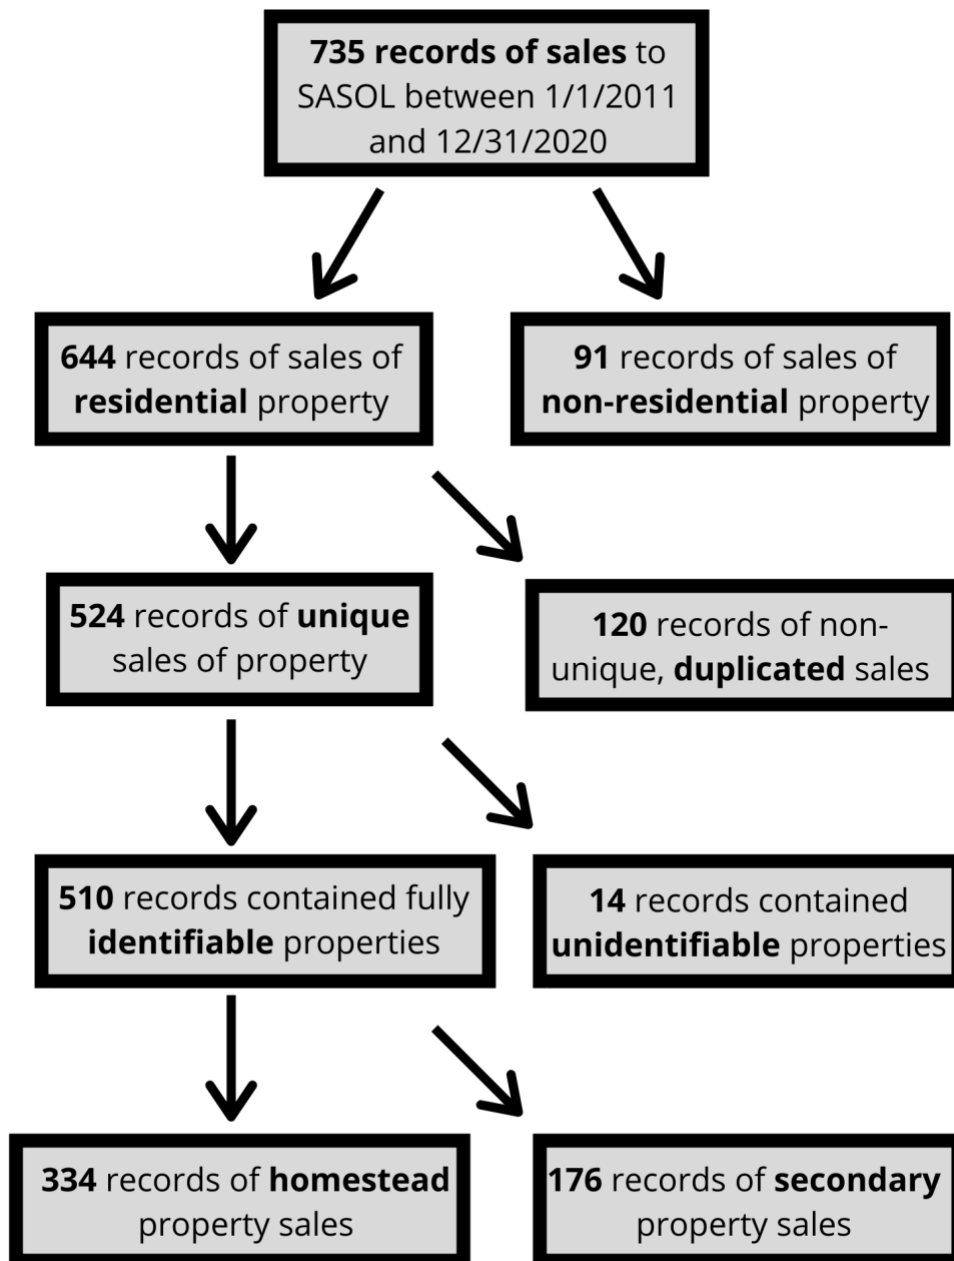 735 records of sales to
SASOL between 1/1/2011
and 12/31/2020
644 records of sales of
residential property
91 records of sales of
non-residential property
524 records of unique
sales of property
120 records of non-
unique, duplicated sales
510 records contained fully
identifiable properties
14 records contained
unidentifiable properties
334 records of homestead
property sales
176 records of secondary
property sales